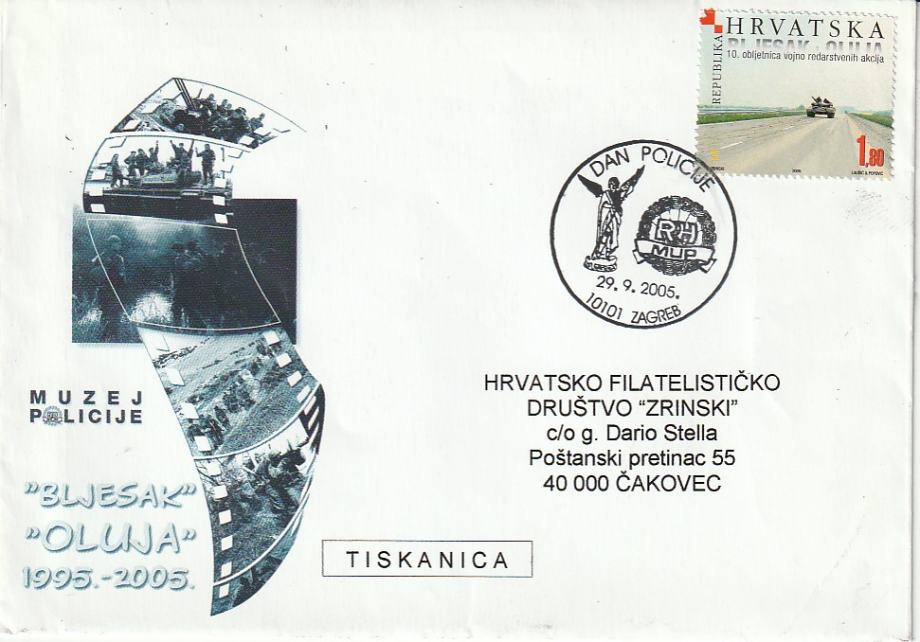 REPUBLIKA
HRVATSKA
BLJESAK i OLUJA
10. obljetnica vojno redarstvenih akcija
1,80
2005
DAN POLICIJE
RH
MUP
29. 9. 2005.
10101 ZAGREB
HRVATSKO FILATELISTIČKO
DRUŠTVO “ZRINSKI”
c/o g. Dario Stella
Poštanski pretinac 55
40 000 ČAKOVEC
MUZEJ
POLICIJE
”BLJESAK”
”OLUJA”
1995.-2005.
TISKANICA